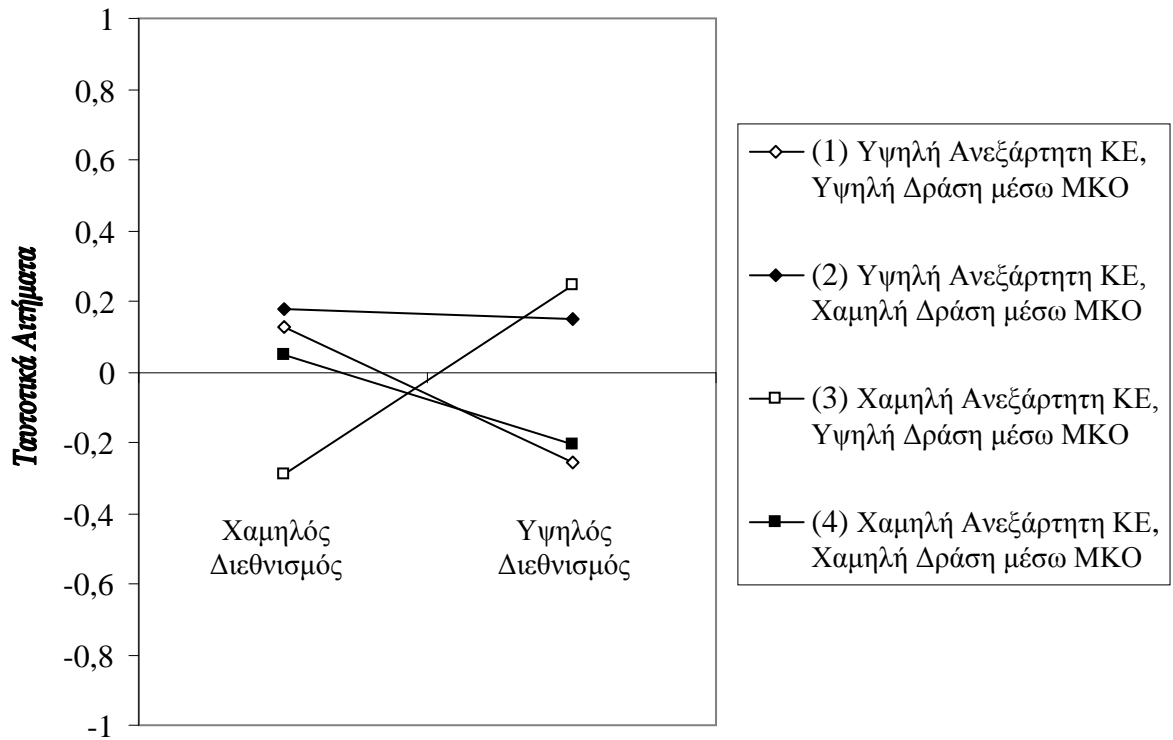 1
0,8
0,6
0,4
0,2
0
-0,2
-0,4
-0,6
-0,8
-1
Ταυτοτικά Αιτήματα
Χαμηλός
Διεθνισμός
Υψηλός
Διεθνισμός
(1) Υψηλή Ανεξάρτητη ΚΕ,
Υψηλή Δράση μέσω ΜΚΟ
(2) Υψηλή Ανεξάρτητη ΚΕ,
Χαμηλή Δράση μέσω ΜΚΟ
(3) Χαμηλή Ανεξάρτητη ΚΕ,
Υψηλή Δράση μέσω ΜΚΟ
(4) Χαμηλή Ανεξάρτητη ΚΕ,
Χαμηλή Δράση μέσω ΜΚΟ